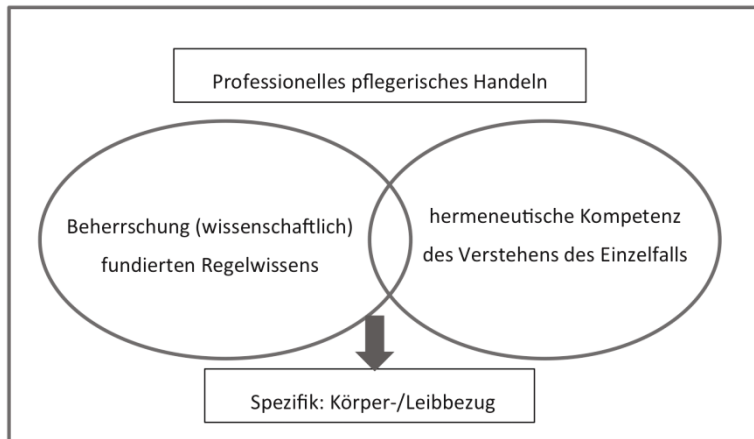 Professionelles pflegerisches Handeln
Beherrschung (wissenschaftlich)
fundierten Regelwissens
hermeneutische Kompetenz
des Verstehens des Einzelfalls
Spezifik: Körper-/Leibbezug